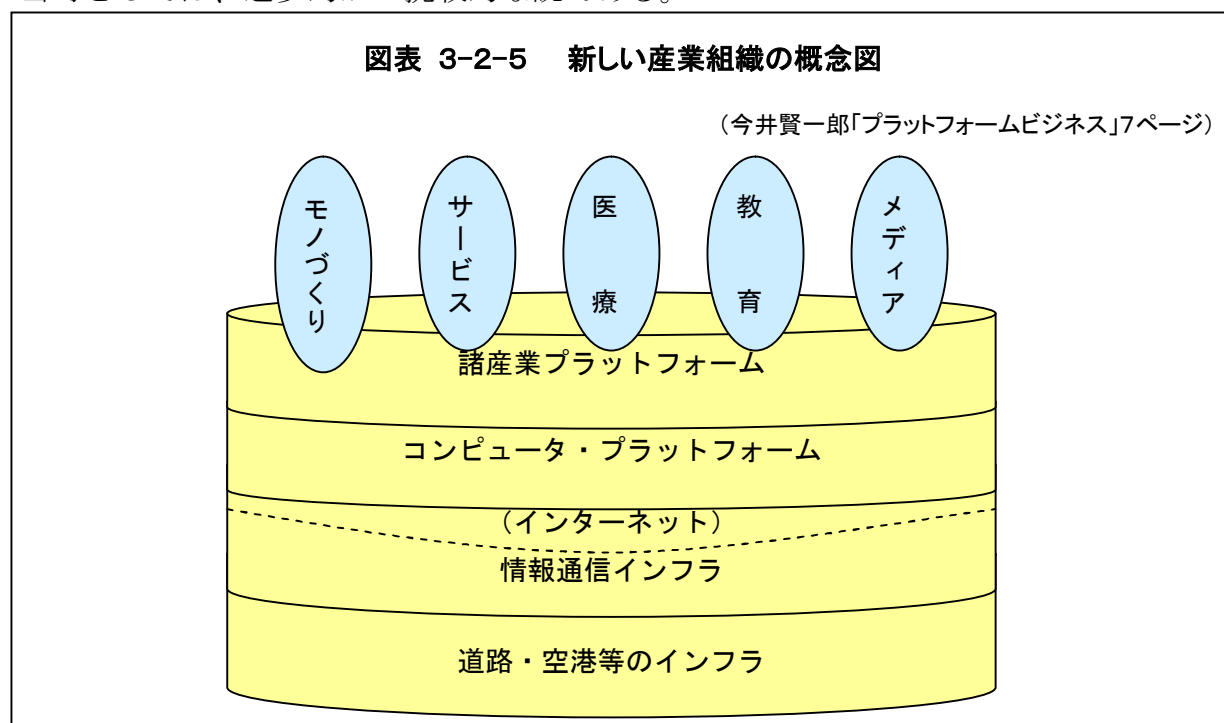 図表 3-2-5　新しい産業組織の概念図
（今井賢一郎「プラットフォームビジネス」7ページ）
モノづくり
サービス
医療
教育
メディア
諸産業プラットフォーム
コンピュータ・プラットフォーム
（インターネット）
情報通信インフラ
道路・空港等のインフラ